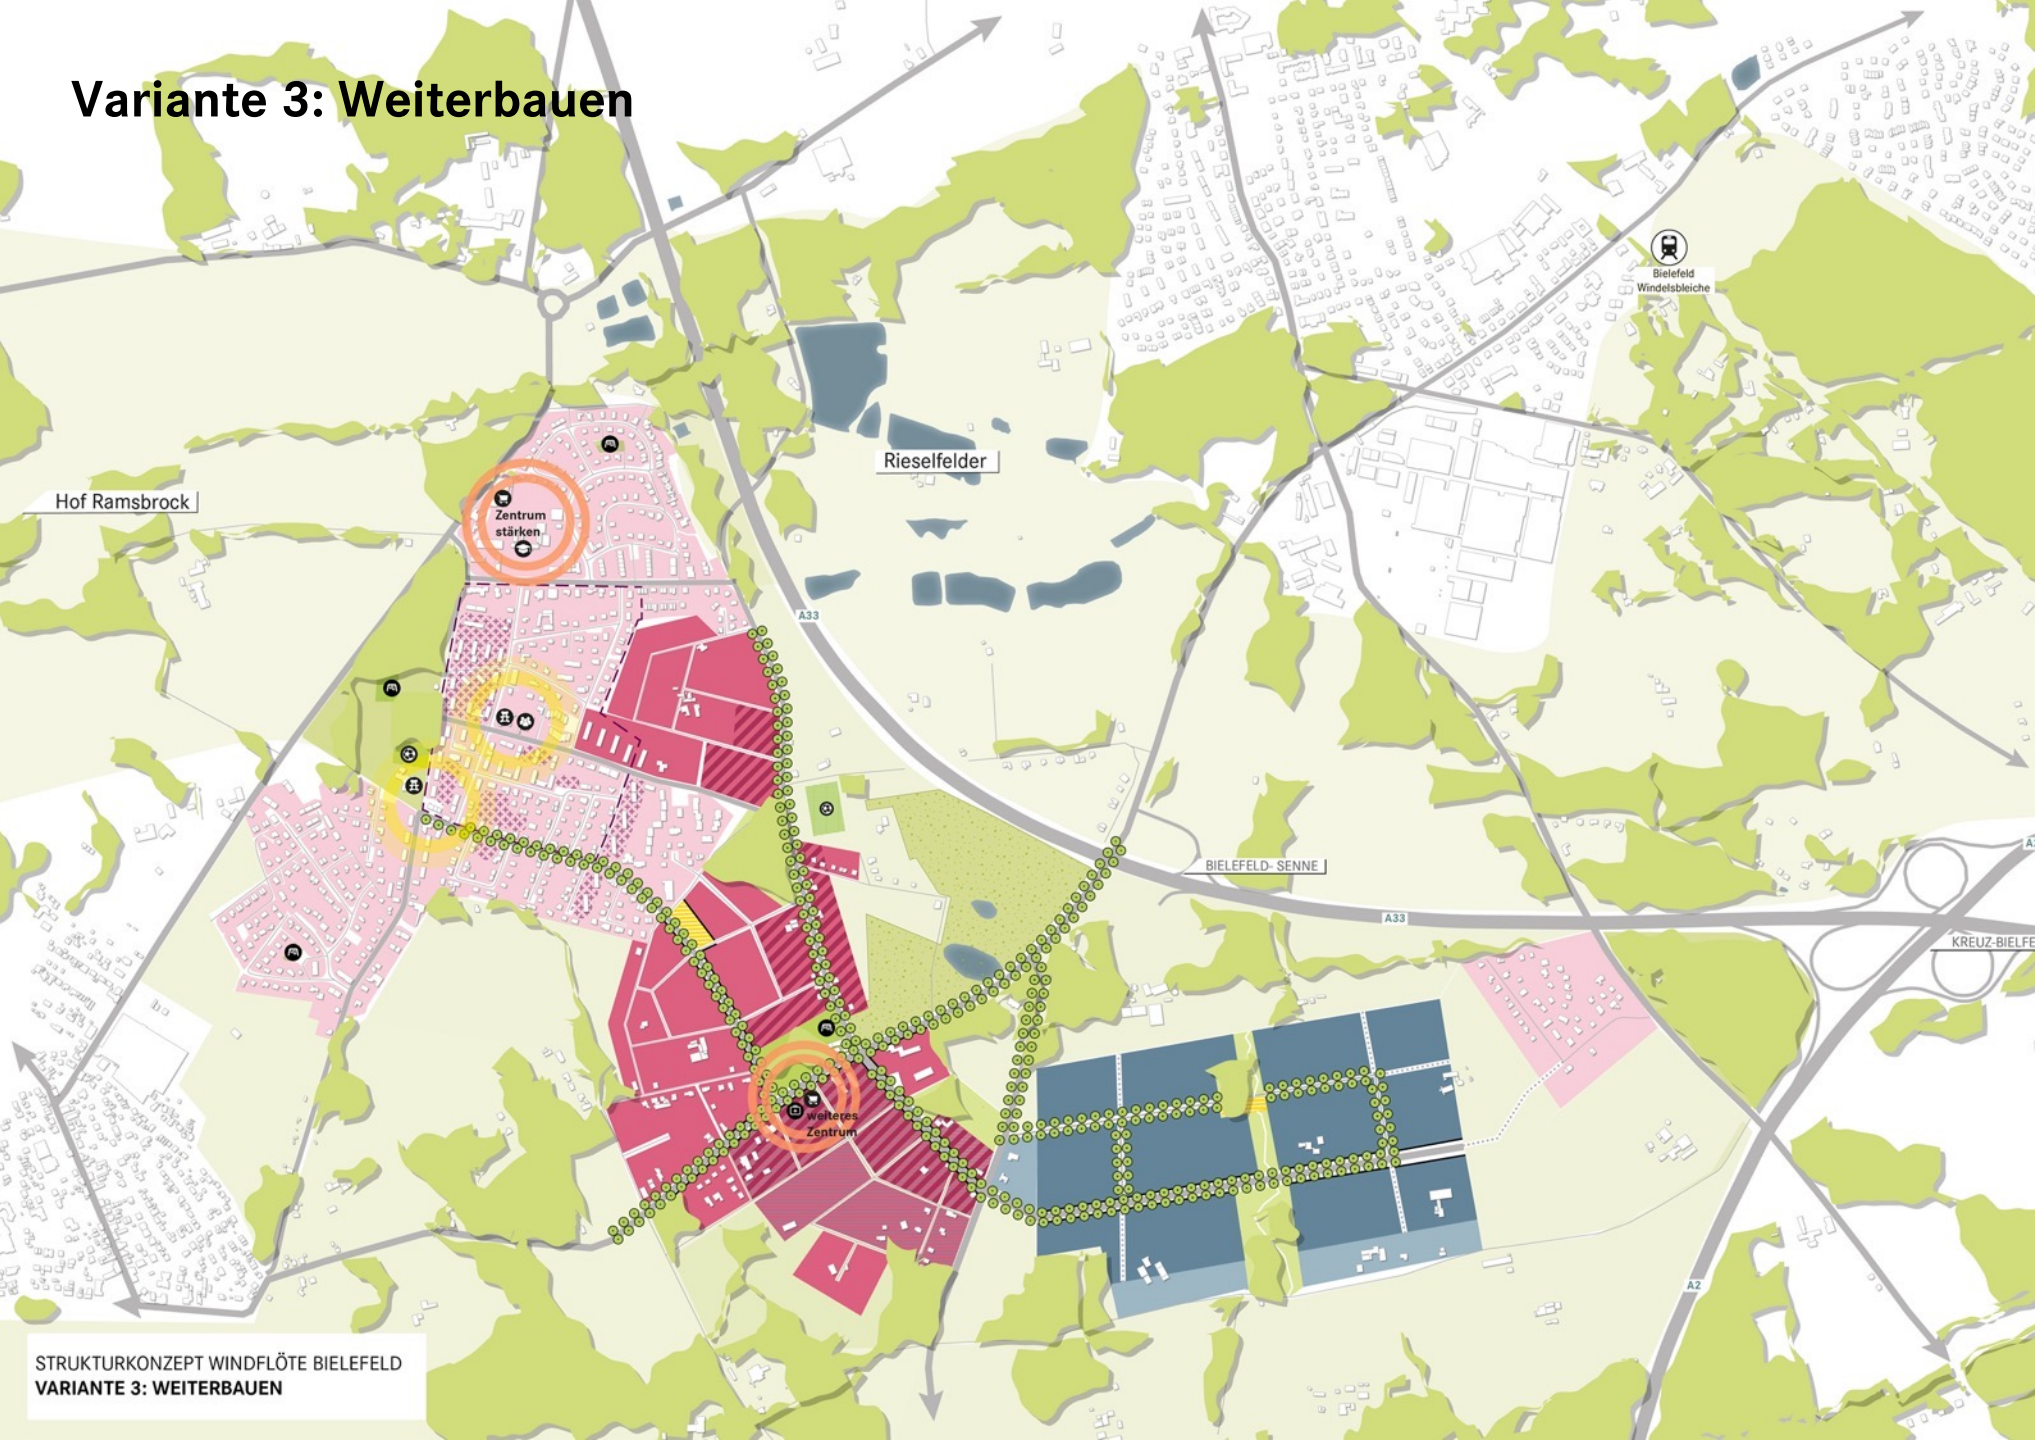 Variante 3: Weiterbauen
Bielefeld
Windelsbleiche
Rieselfelder
Hof Ramsbrock
Zentrum
stärken
A33
BIELEFELD- SENNE
A33
KREUZ-BIELFE
weiteres
Zentrum
A2
STRUKTURKONZEPT WINDFLÖTE BIELEFELD
VARIANTE 3: WEITERBAUEN